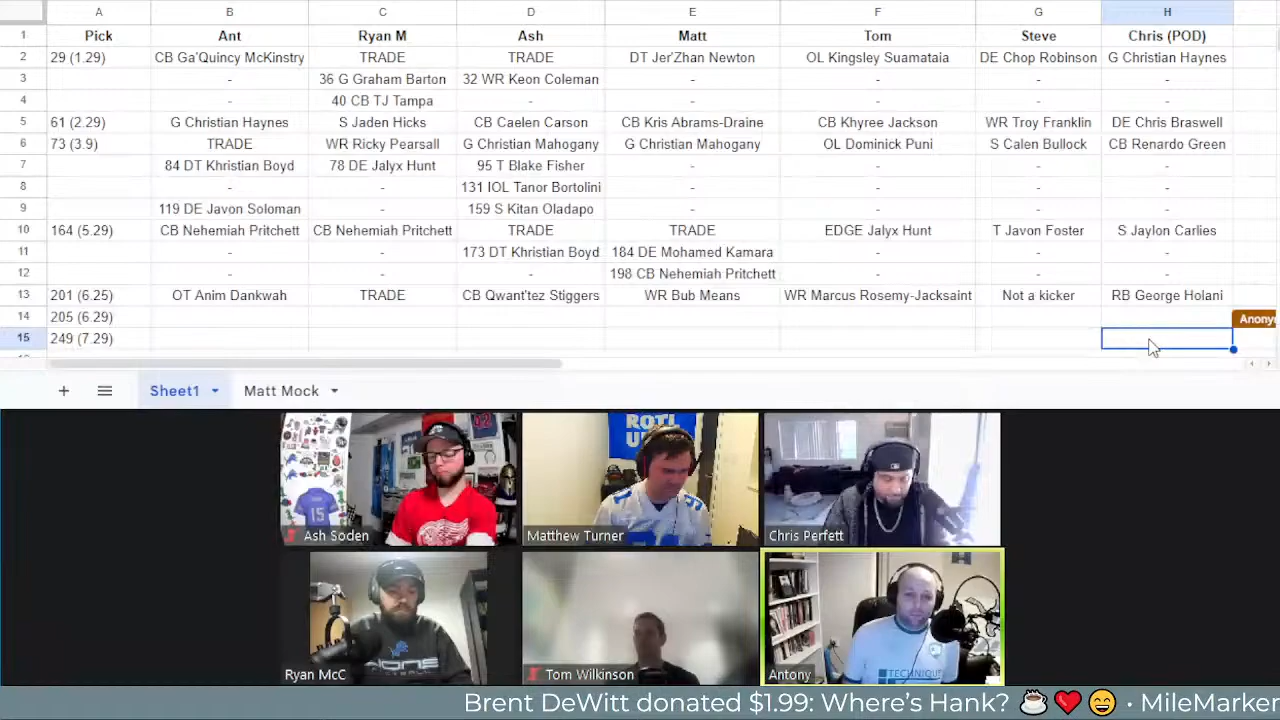 A B C D E F G H
1 Pick Ant Ryan M Ash Matt Tom Steve Chris (POD)
2 29 (1.29) CB Ga'Quincy McKinstry TRADE TRADE DT Jer'Zhan Newton OL Kingsley Suamataia DE Chop Robinson G Christian Haynes
3 - 36 G Graham Barton 32 WR Keon Coleman - - - -
4 - 40 CB TJ Tampa - - - - -
5 61 (2.29) G Christian Haynes S Jaden Hicks CB Caelen Carson CB Kris Abrams-Draine CB Khyree Jackson WR Troy Franklin DE Chris Braswell
6 73 (3.9) TRADE WR Ricky Pearsall G Christian Mahogany G Christian Mahogany OL Dominick Puni S Calen Bullock CB Renardo Green
7 84 DT Khristian Boyd 78 DE Jalyx Hunt 95 T Blake Fisher - - - -
8 - - 131 IOL Tanor Bortolini - - - -
9 119 DE Javon Soloman - 159 S Kitan Oladapo - - - -
10 164 (5.29) CB Nehemiah Pritchett CB Nehemiah Pritchett TRADE TRADE EDGE Jalyx Hunt T Javon Foster S Jaylon Carlies
11 - - 173 DT Khristian Boyd 184 DE Mohamed Kamara - - -
12 - - - 198 CB Nehemiah Pritchett - - -
13 201 (6.25) OT Anim Dankwah TRADE CB Qwant'tez Stiggers WR Bub Means WR Marcus Rosemy-Jacksaint Not a kicker RB George Holani
14 205 (6.29) Anony
15 249 (7.29)
Sheet1 Matt Mock
ROTL
15
Ash Soden Matthew Turner Chris Perfett
LIONS
TECHNIQUE
Ryan McC Tom Wilkinson Antony
Brent DeWitt donated $1.99: Where's Hank? ☕❤️😄 • MileMarker